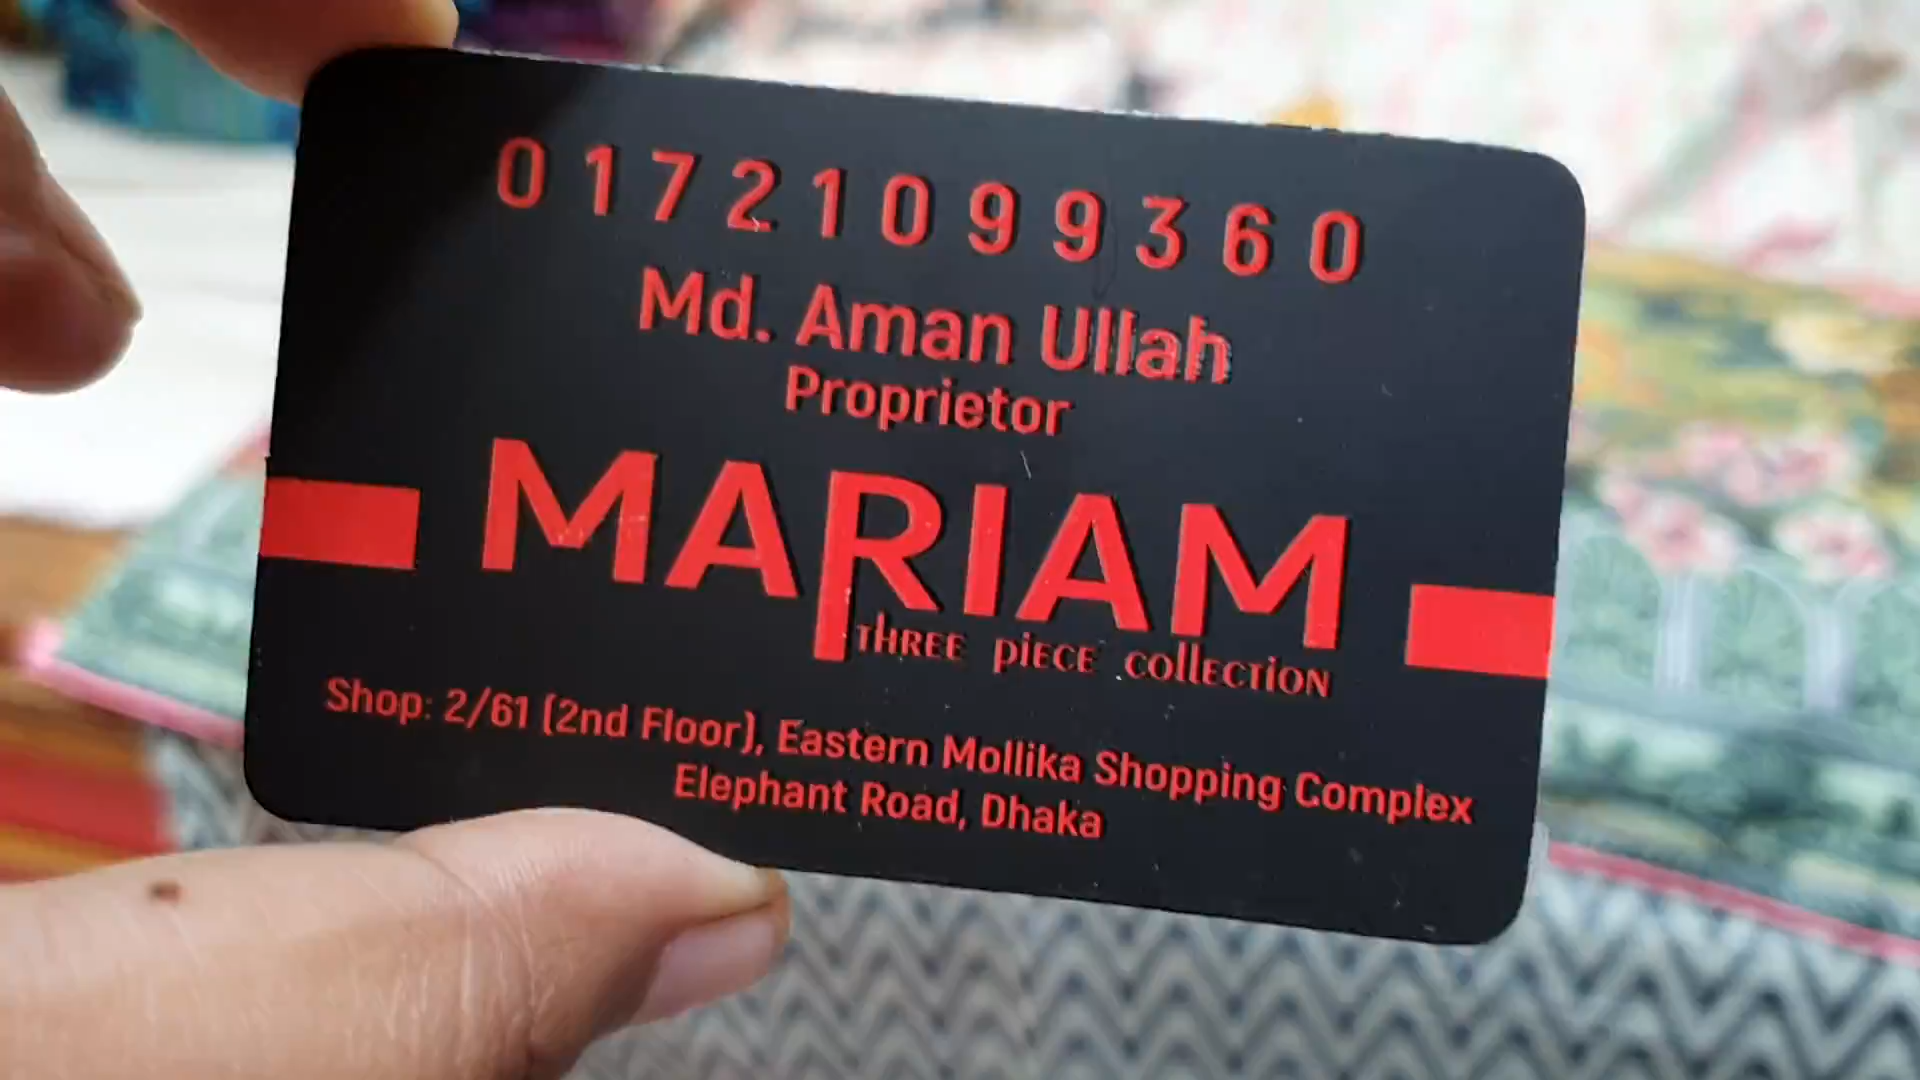 01721099360
Md. Aman Ullah
Proprietor
MARIAM
THREE PiECE COllECTiON
Shop: 2/61 (2nd Floor), Eastern Mollika Shopping Complex
Elephant Road, Dhaka